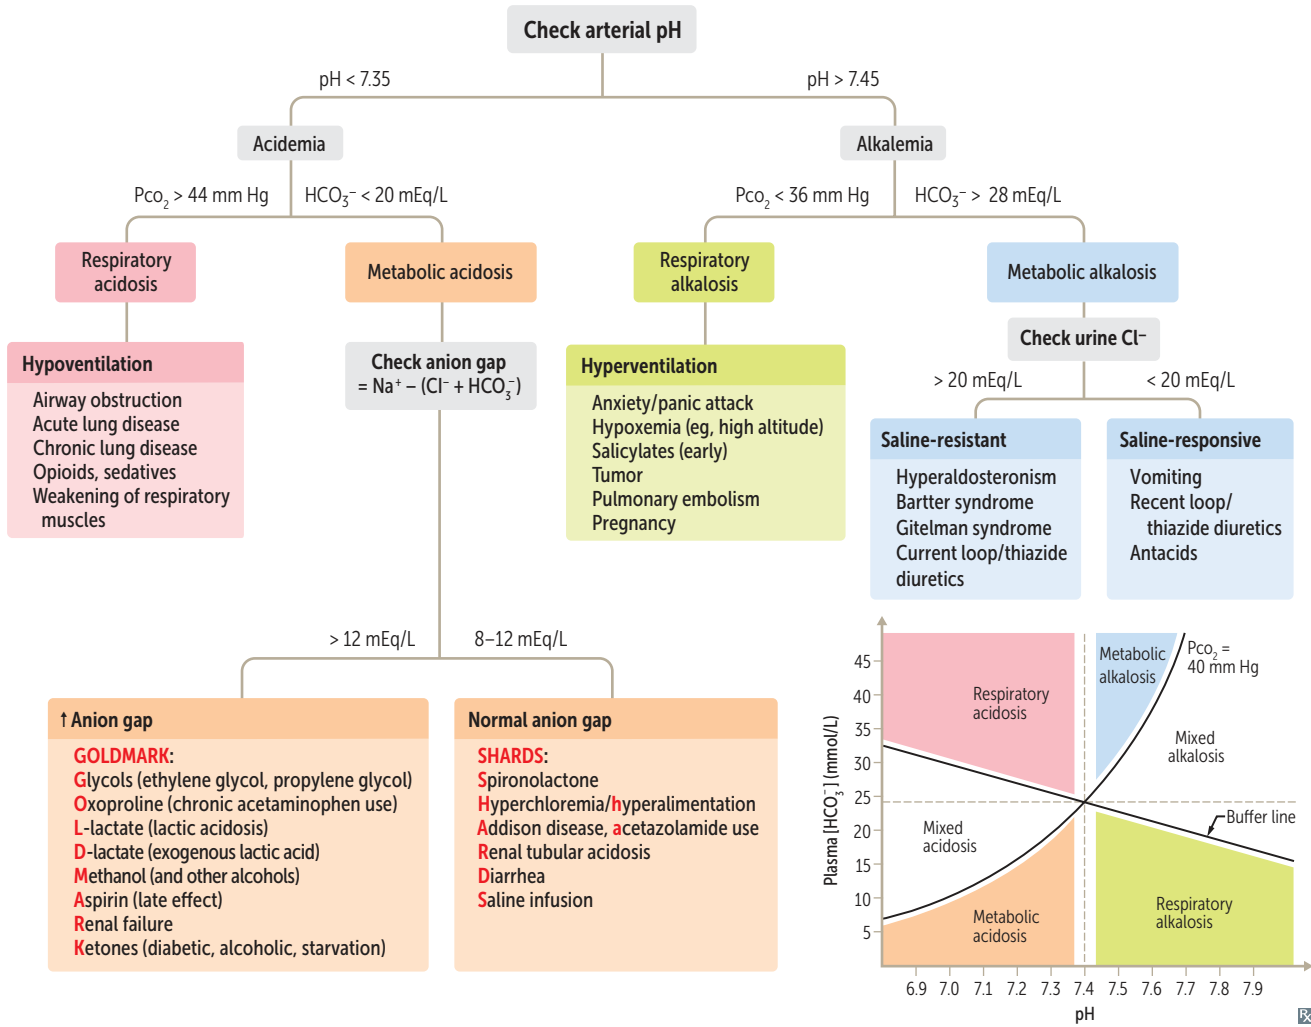 Check arterial pH
pH < 7.35
pH > 7.45
Acidemia
Alkalemia
Pco₂ > 44 mm Hg
HCO₃⁻ < 20 mEq/L
Pco₂ < 36 mm Hg
HCO₃⁻ > 28 mEq/L
Respiratory
acidosis
Metabolic acidosis
Respiratory
alkalosis
Metabolic alkalosis
Hypoventilation
Airway obstruction
Acute lung disease
Chronic lung disease
Opioids, sedatives
Weakening of respiratory
muscles
Check anion gap
= Na⁺ – (Cl⁻ + HCO₃⁻)
Hyperventilation
Anxiety/panic attack
Hypoxemia (eg, high altitude)
Salicylates (early)
Tumor
Pulmonary embolism
Pregnancy
Check urine Cl⁻
> 20 mEq/L
< 20 mEq/L
Saline-resistant
Hyperaldosteronism
Bartter syndrome
Gitelman syndrome
Current loop/thiazide
diuretics
Saline-responsive
Vomiting
Recent loop/
thiazide diuretics
Antacids
> 12 mEq/L
8–12 mEq/L
↑ Anion gap
GOLDMARK:
Glycols (ethylene glycol, propylene glycol)
Oxoproline (chronic acetaminophen use)
L-lactate (lactic acidosis)
D-lactate (exogenous lactic acid)
Methanol (and other alcohols)
Aspirin (late effect)
Renal failure
Ketones (diabetic, alcoholic, starvation)
Normal anion gap
SHARDS:
Spironolactone
Hyperchloremia/hyperalimentation
Addison disease, acetazolamide use
Renal tubular acidosis
Diarrhea
Saline infusion
Plasma [HCO₃⁻] (mmol/L)
45
40
35
30
25
20
15
10
5
Respiratory
acidosis
Metabolic
alkalosis
Pco₂ =
40 mm Hg
Mixed
alkalosis
Mixed
acidosis
Buffer line
Metabolic
acidosis
Respiratory
alkalosis
6.9 7.0 7.1 7.2 7.3 7.4 7.5 7.6 7.7 7.8 7.9
pH
Rx